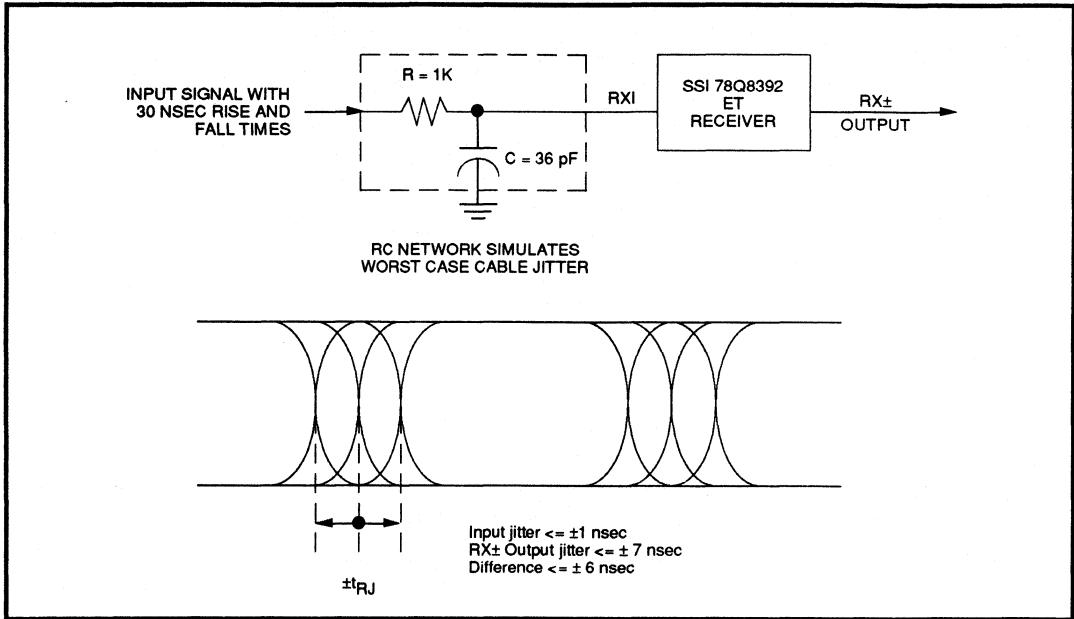 R = 1K
INPUT SIGNAL WITH
30 NSEC RISE AND
FALL TIMES
RXI
SSI 78Q8392
ET
RECEIVER
RX±
OUTPUT
C = 36 pF
RC NETWORK SIMULATES
WORST CASE CABLE JITTER
Input jitter <= ±1 nsec
RX± Output jitter <= ± 7 nsec
Difference <= ± 6 nsec
±tRJ